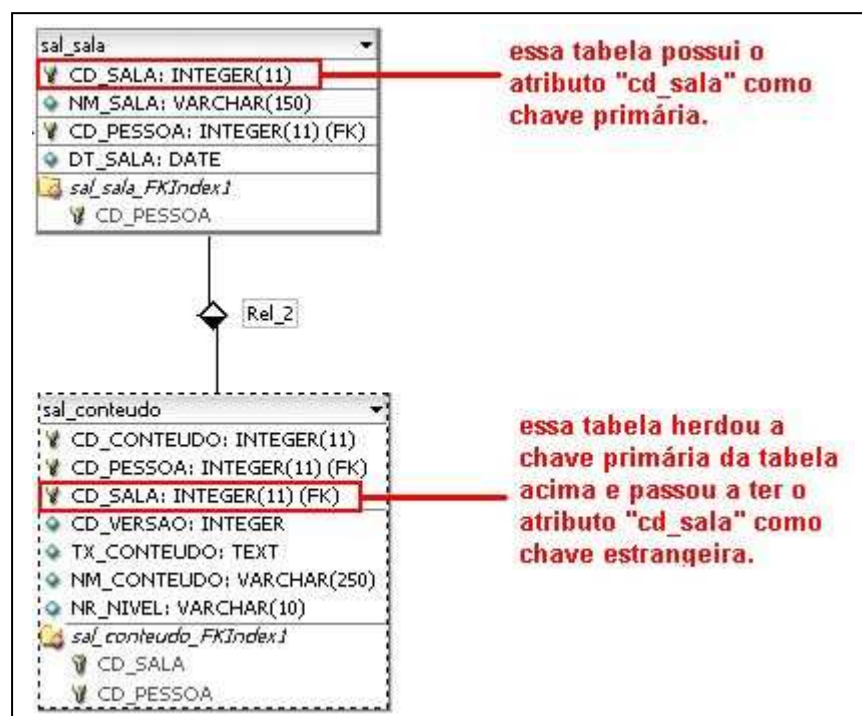 sal_sala
CD_SALA: INTEGER(11)
NM_SALA: VARCHAR(150)
CD_PESSOA: INTEGER(11) (FK)
DT_SALA: DATE
sal_sala_FKIndex1
CD_PESSOA
essa tabela possui o
atributo "cd_sala" como
chave primária.
Rel_2
sal_conteudo
CD_CONTEUDO: INTEGER(11)
CD_PESSOA: INTEGER(11) (FK)
CD_SALA: INTEGER(11) (FK)
CD_VERSAO: INTEGER
TX_CONTEUDO: TEXT
NM_CONTEUDO: VARCHAR(250)
NR_NIVEL: VARCHAR(10)
sal_conteudo_FKIndex1
CD_SALA
CD_PESSOA
essa tabela herdou a
chave primária da tabela
acima e passou a ter o
atributo "cd_sala" como
chave estrangeira.